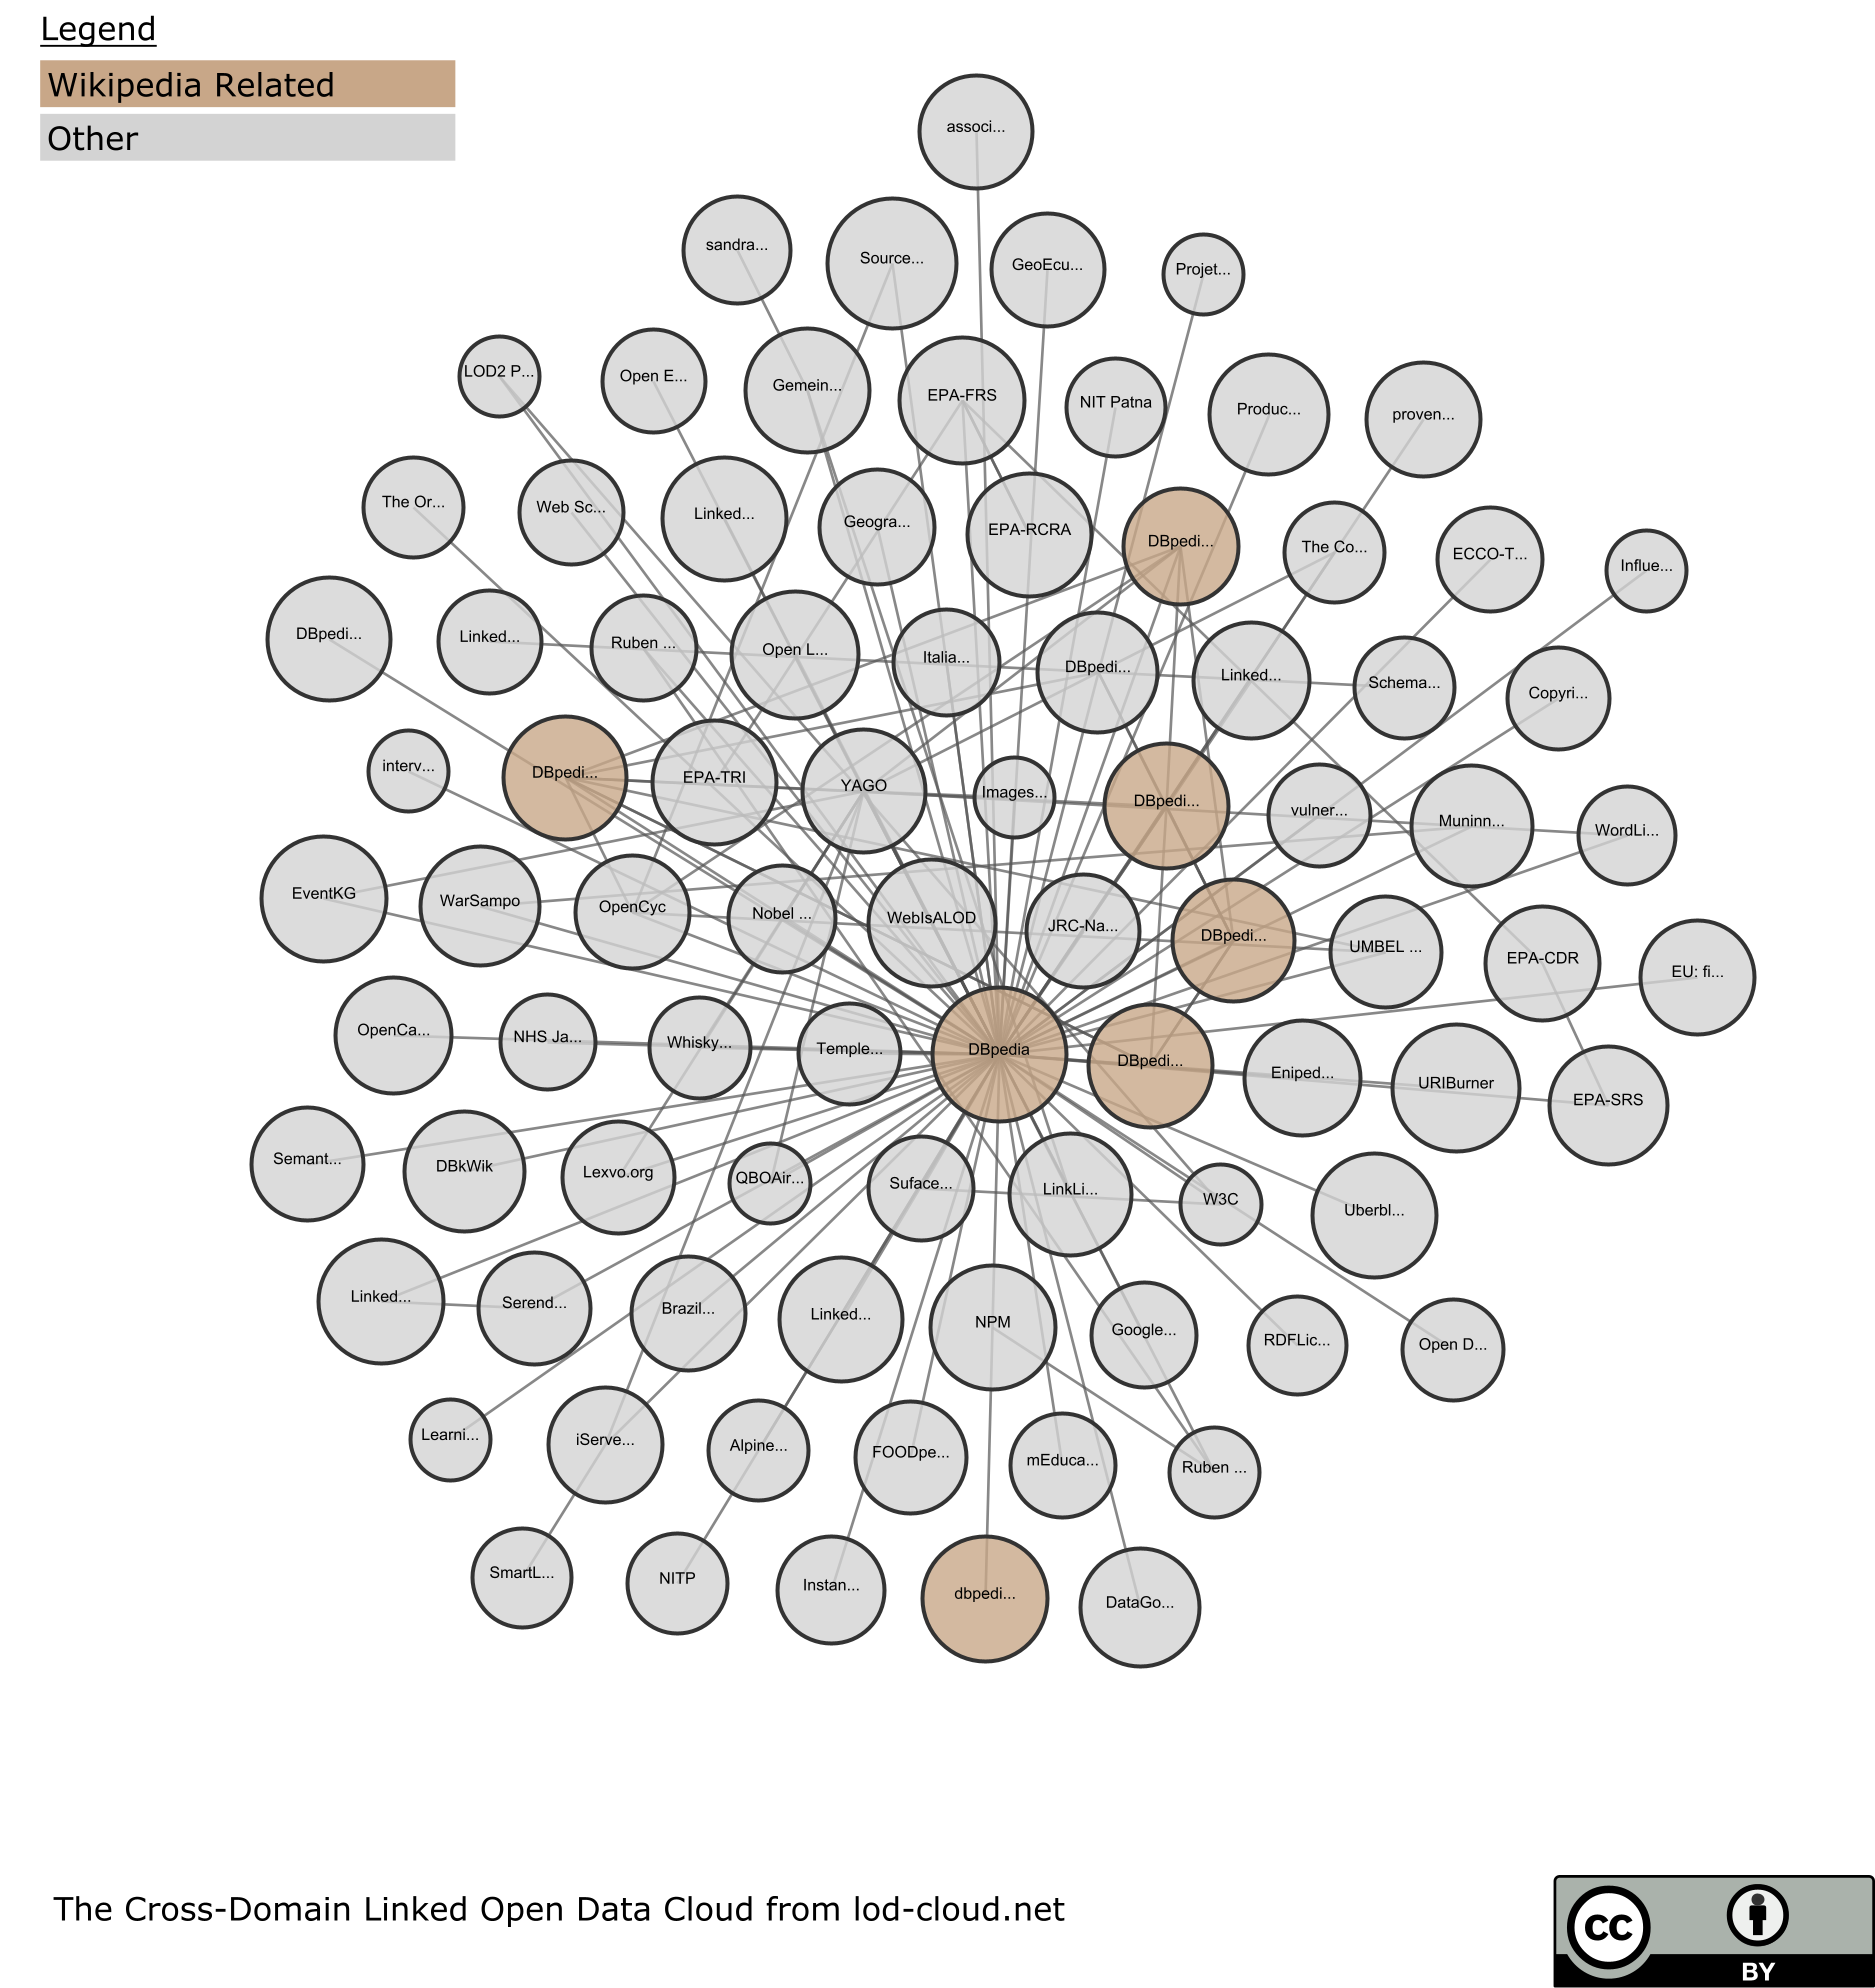 Legend
Wikipedia Related
Other
associ...
sandra...
Source...
GeoEcu...
Projet...
LOD2 P...
Open E...
Gemein...
EPA-FRS
NIT Patna
Produc...
proven...
The Or...
Web Sc...
Linked...
Geogra...
EPA-RCRA
DBpedi...
The Co...
ECCO-T...
Influe...
DBpedi...
Linked...
Ruben ...
Open L...
Italia...
DBpedi...
Linked...
Schema...
Copyri...
interv...
DBpedi...
EPA-TRI
YAGO
Images...
DBpedi...
vulner...
Muninn...
WordLi...
EventKG
WarSampo
OpenCyc
Nobel ...
WebIsALOD
JRC-Na...
DBpedi...
UMBEL ...
EPA-CDR
EU: fi...
OpenCa...
NHS Ja...
Whisky...
Temple...
DBpedia
DBpedi...
Eniped...
URIBurner
EPA-SRS
Semant...
DBkWik
Lexvo.org
QBOAir...
Suface...
LinkLi...
W3C
Uberbl...
Linked...
Serend...
Brazil...
Linked...
NPM
Google...
RDFLic...
Open D...
Learni...
iServe...
Alpine...
FOODpe...
mEduca...
Ruben ...
SmartL...
NITP
Instan...
dbpedi...
DataGo...
The Cross-Domain Linked Open Data Cloud from lod-cloud.net
cc
BY